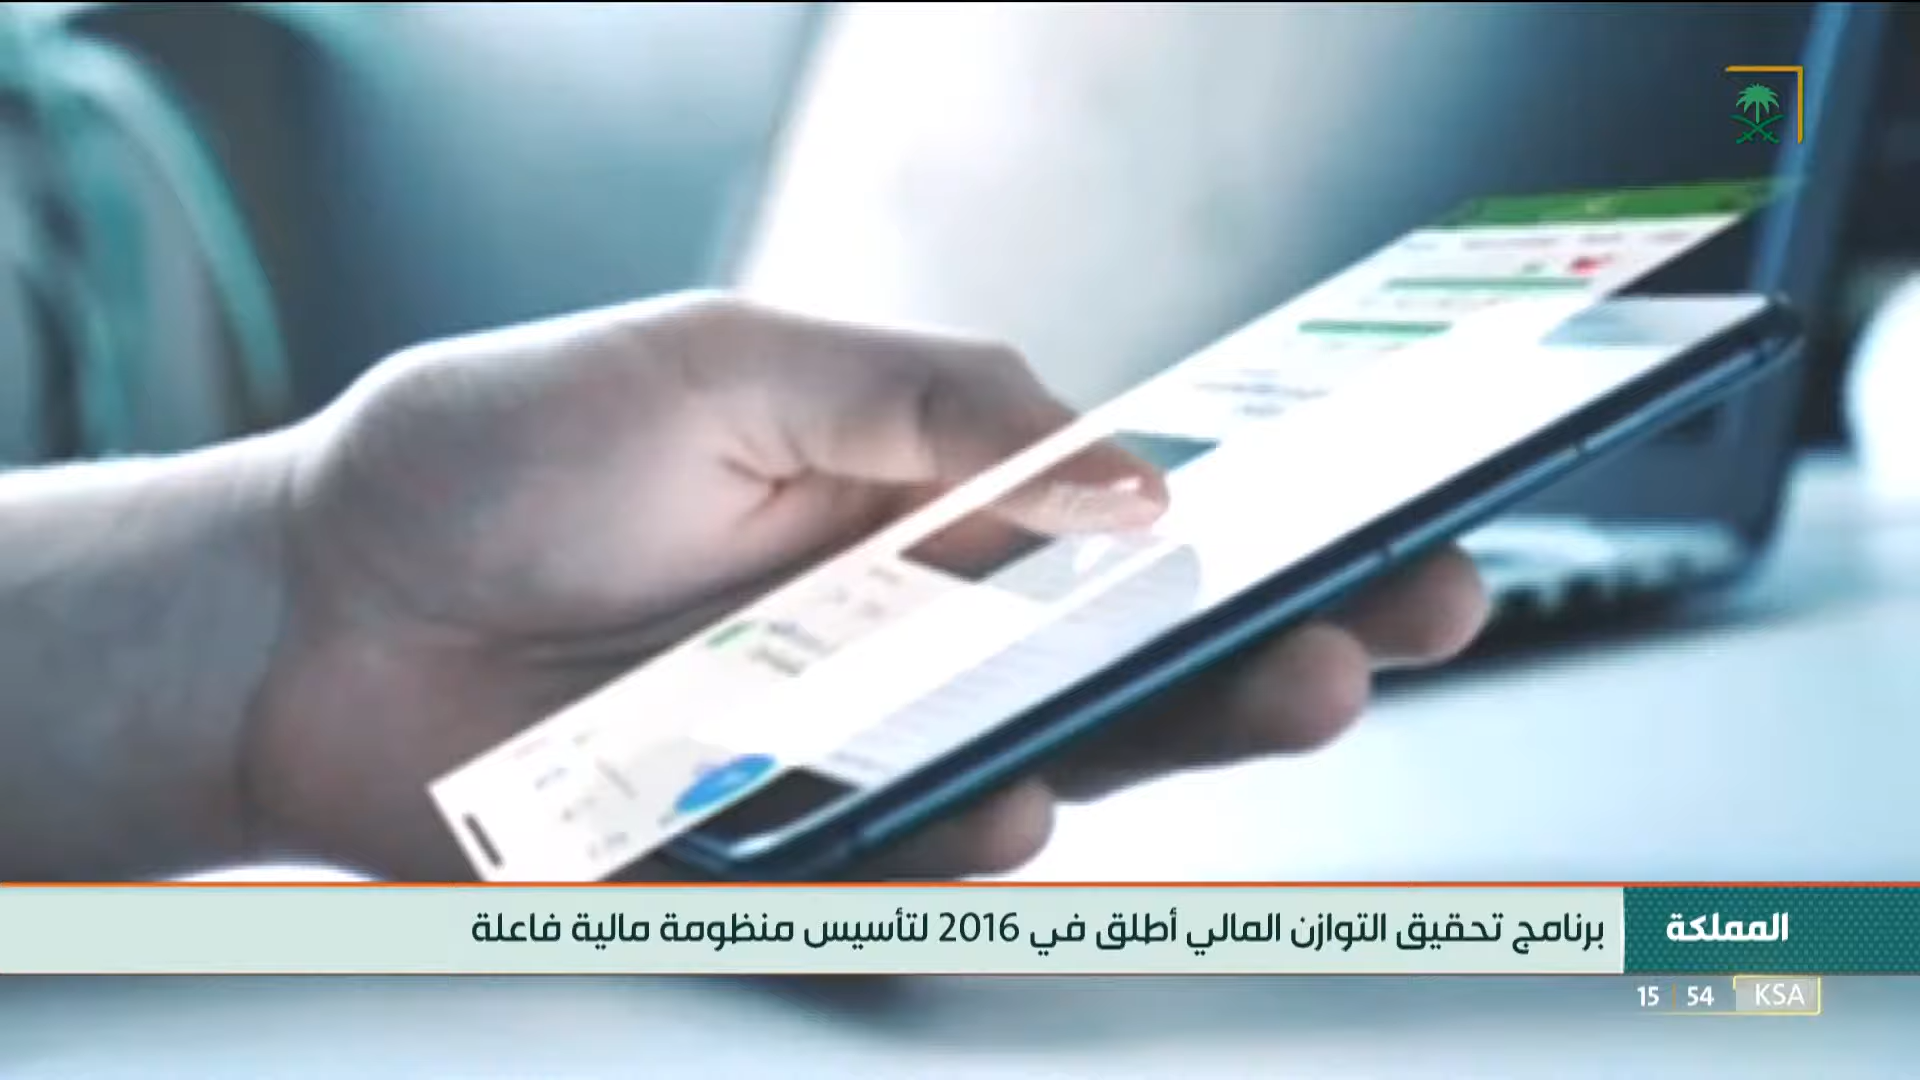 المملكة
برنامج تحقيق التوازن المالي أطلق في 2016 لتأسيس منظومة مالية فاعلة
15 54 KSA